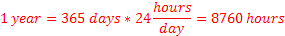 1 year = 365 days * 24 hours/day = 8760 hours